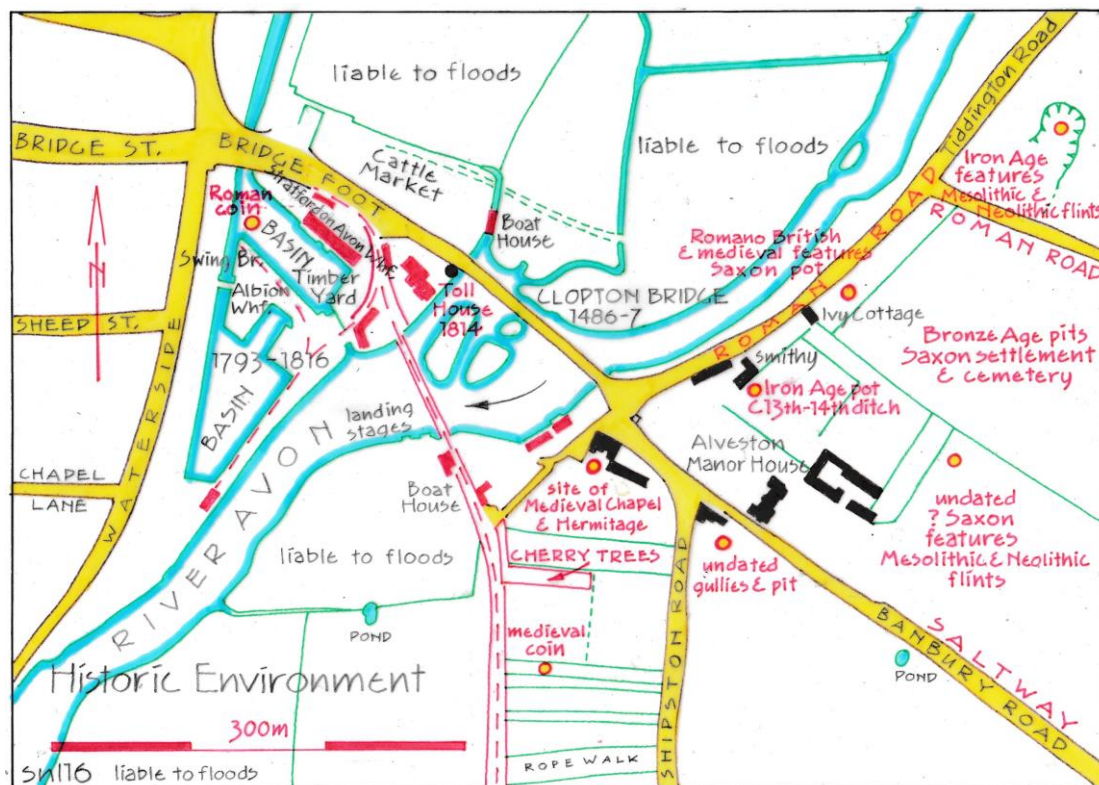 liable to floods
Tiddington Road
BRIDGE ST.
BRIDGE FOOT
Cattle
Market
liable to floods
Iron Age
features
Mesolithic &
Neolithic flints
ROMAN ROAD
Roman
coin
Stratford on Avon Whf.
BASIN
Boat
House
Romano British
& medieval features
Saxon pot
ROMAN ROAD
Swing Br.
Timber
Yard
Albion
Whf.
Toll
House
1814
CLOPTON BRIDGE
1486-7
Ivy Cottage
N
SHEEP ST.
1793-1816
BASIN
Smithy
Bronze Age pits
Saxon settlement
& cemetery
Iron Age pot
C13th-14th ditch
landing
stages
Alveston
Manor House
CHAPEL
LANE
WATERSIDE
RIVER AVON
Boat
House
site of
Medieval Chapel
& Hermitage
undated
? Saxon
features
Mesolithic & Neolithic
flints
liable to floods
CHERRY TREES
undated
gullies & pit
POND
medieval
coin
SHIPSTON ROAD
SALTWAY
BANBURY ROAD
POND
Historic Environment
300m
ROPE WALK
sn116 liable to floods